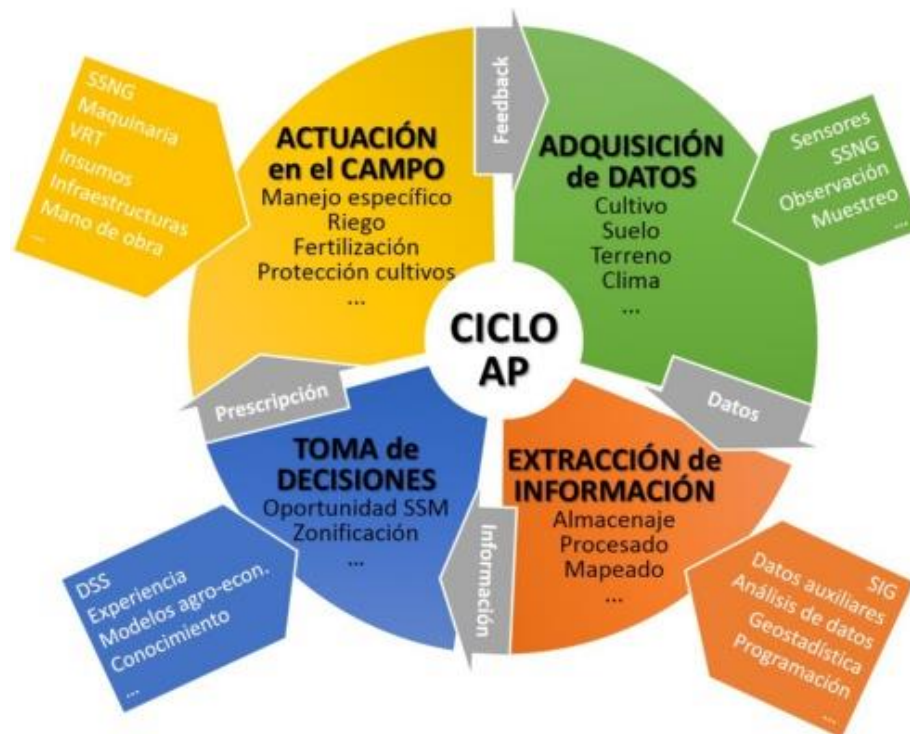 SSNG
Maquinaria
VRT
Insumos
Infraestructuras
Mano de obra
...
ACTUACIÓN
en el CAMPO
Manejo específico
Riego
Fertilización
Protección cultivos
...
Feedback
ADQUISICIÓN
de DATOS
Cultivo
Suelo
Terreno
Clima
...
Sensores
SSNG
Observación
Muestreo
...
CICLO
AP
Datos
EXTRACCIÓN de
INFORMACIÓN
Almacenaje
Procesado
Mapeado
...
SIG
Datos auxiliares
Análisis de datos
Geostadística
Programación
...
Información
TOMA de
DECISIONES
Oportunidad SSM
Zonificación
...
DSS
Experiencia
Modelos agro-econ.
Conocimiento
...
Prescripción